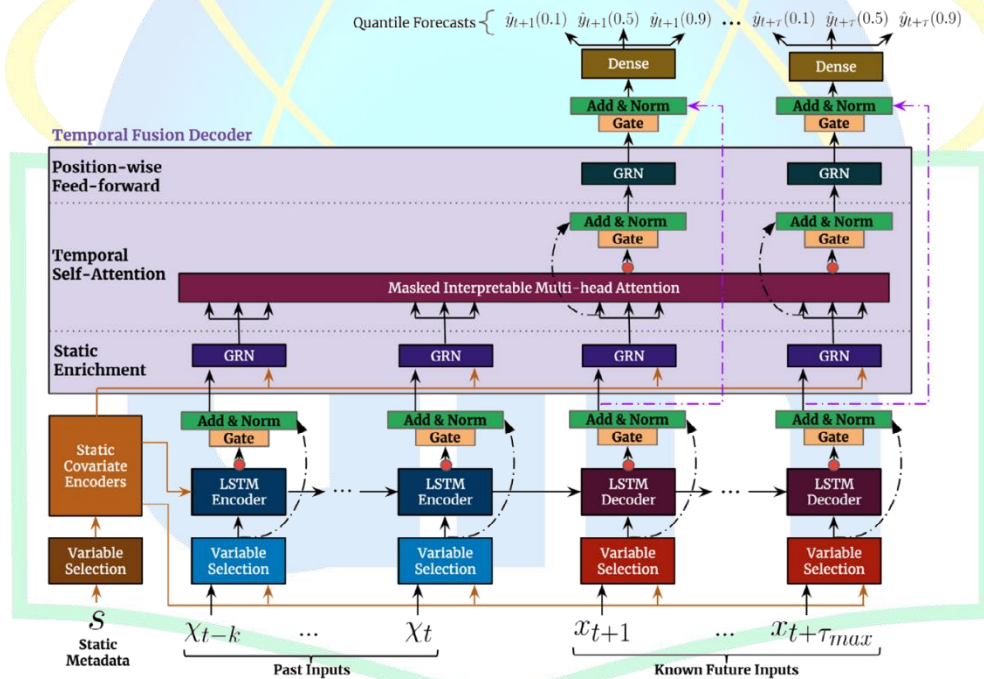 Quantile Forecasts { ŷt+1(0.1) ŷt+1(0.5) ŷt+1(0.9) ... ŷt+τ(0.1) ŷt+τ(0.5) ŷt+τ(0.9)
Dense Dense
Add & Norm Add & Norm
Gate Gate
Temporal Fusion Decoder
Position-wise
Feed-forward
GRN GRN
Add & Norm Add & Norm
Gate Gate
Temporal
Self-Attention
Masked Interpretable Multi-head Attention
Static
Enrichment
GRN GRN GRN GRN
Add & Norm Add & Norm Add & Norm Add & Norm
Gate Gate Gate Gate
Static
Covariate
Encoders
LSTM
Encoder
...
LSTM
Encoder
LSTM
Decoder
...
LSTM
Decoder
Variable
Selection
Variable
Selection
Variable
Selection
Variable
Selection
Variable
Selection
s χt−k ... χt xt+1 ... xt+τmax
Static
Metadata
Past Inputs Known Future Inputs